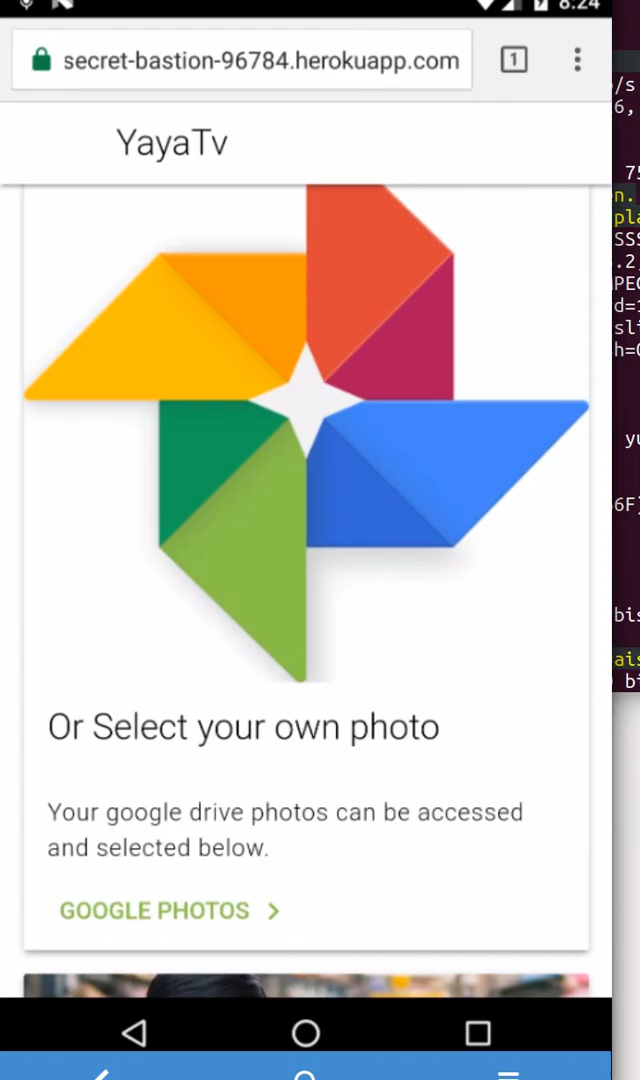 8:24
secret-bastion-96784.herokuapp.com
1
YayaTv
Or Select your own photo
Your google drive photos can be accessed
and selected below.
GOOGLE PHOTOS